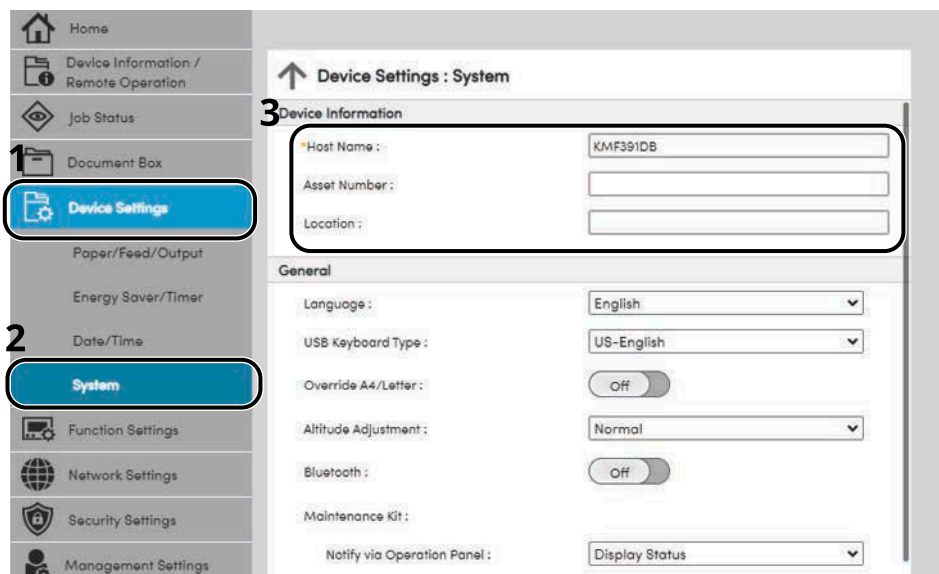 Home
Device Information /
Remote Operation
Job Status
1
Document Box
Device Settings
Paper/Feed/Output
Energy Saver/Timer
2
Date/Time
System
Function Settings
Network Settings
Security Settings
Management Settings
Device Settings : System
3
Device Information
*Host Name : KMF391DB
Asset Number :
Location :
General
Language : English
USB Keyboard Type : US-English
Override A4/Letter : Off
Altitude Adjustment : Normal
Bluetooth : Off
Maintenance Kit :
Notify via Operation Panel : Display Status